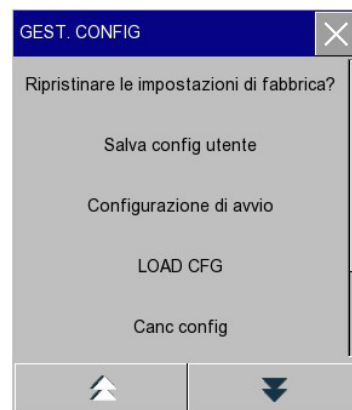 GEST. CONFIG
Ripristinare le impostazioni di fabbrica?
Salva config utente
Configurazione di avvio
LOAD CFG
Canc config